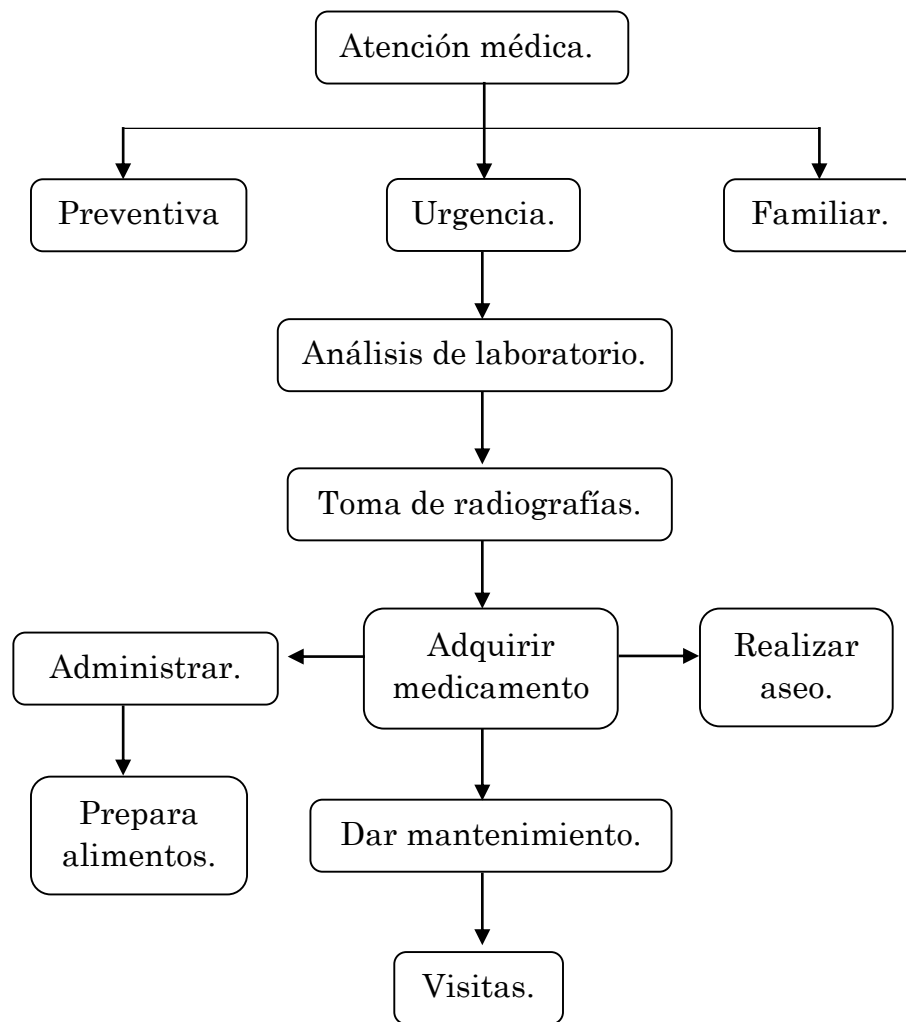 Atención médica.
Preventiva
Urgencia.
Familiar.
Análisis de laboratorio.
Toma de radiografías.
Administrar.
Adquirir
medicamento
Realizar
aseo.
Prepara
alimentos.
Dar mantenimiento.
Visitas.